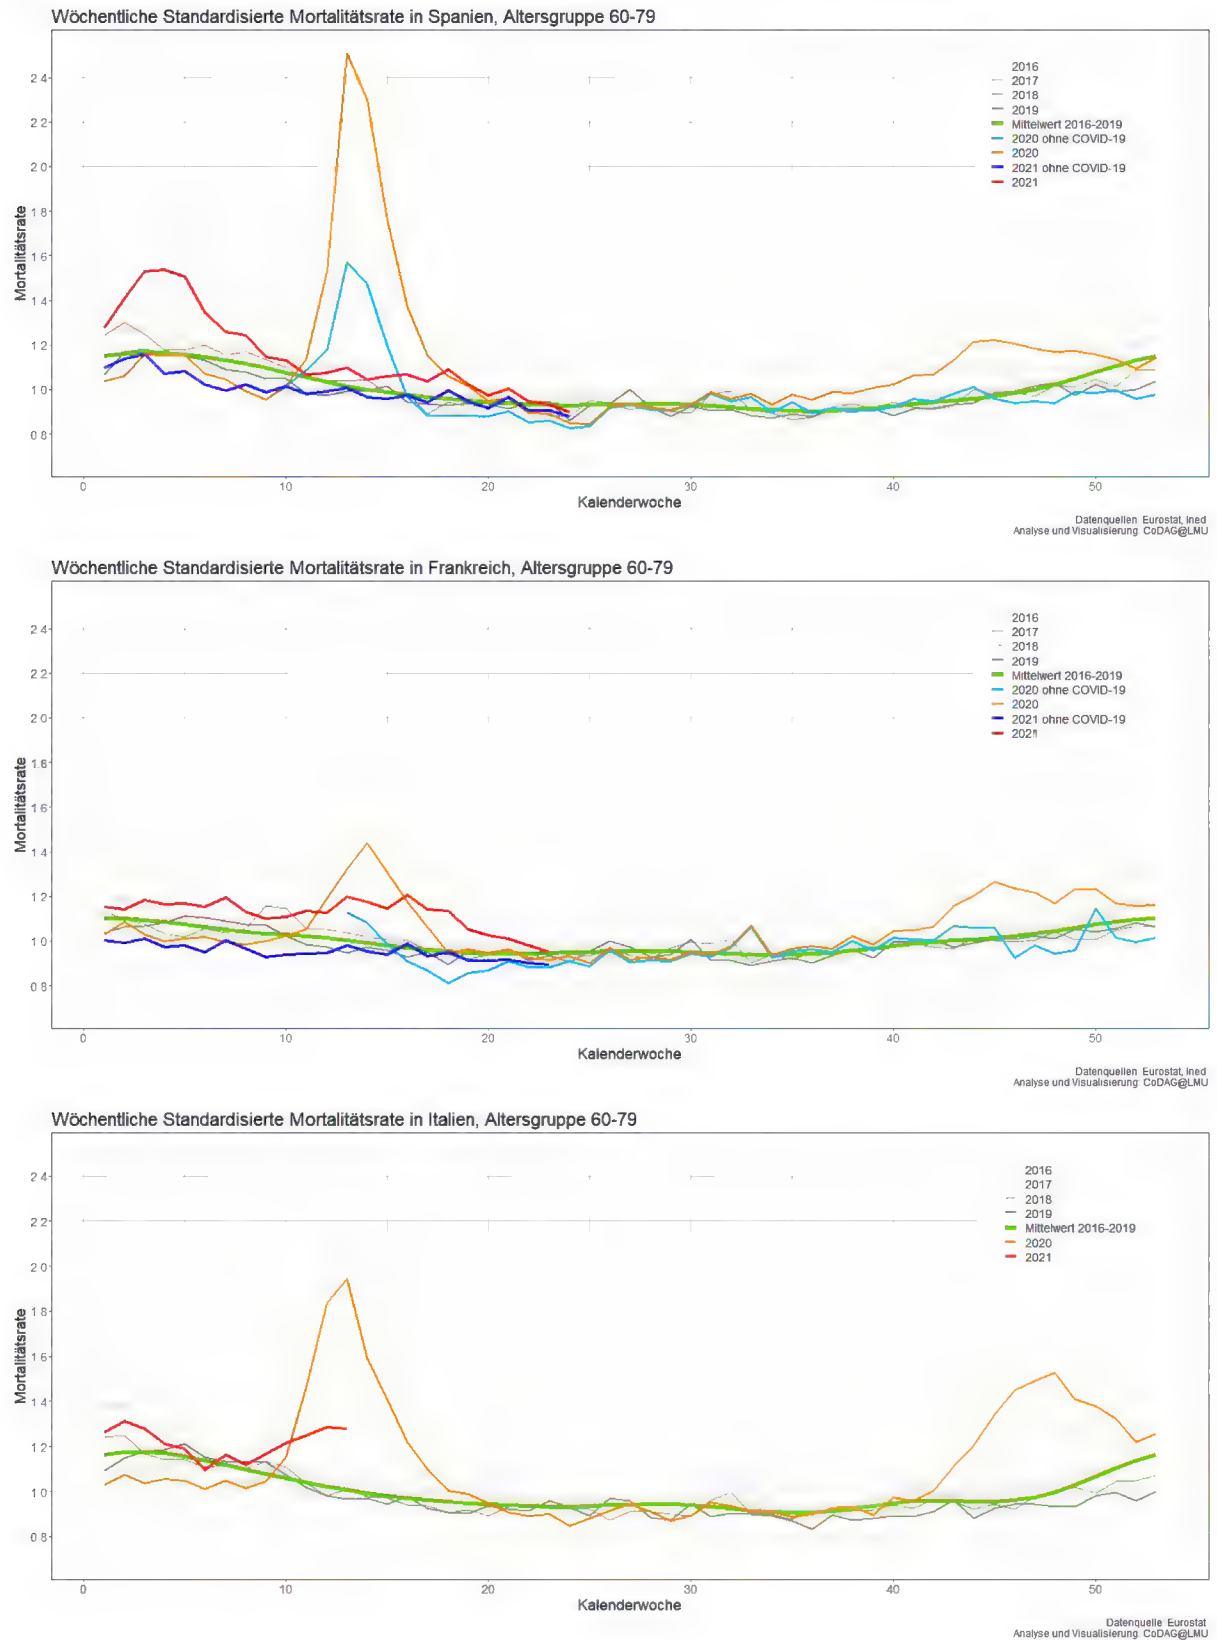 Wöchentliche Standardisierte Mortalitätsrate in Spanien, Altersgruppe 60-79
2016
2017
2018
2019
Mittelwert 2016-2019
2020 ohne COVID-19
2020
2021 ohne COVID-19
2021
2 4
2 2
2 0
1 8
1 6
1 4
1 2
1 0
0 8
Mortalitätsrate
0
10
20
30
40
50
Kalenderwoche
Datenquellen Eurostat, Ined
Analyse und Visualisierung CoDAG@LMU
Wöchentliche Standardisierte Mortalitätsrate in Frankreich, Altersgruppe 60-79
2016
2017
2018
2019
Mittelwert 2016-2019
2020 ohne COVID-19
2020
2021 ohne COVID-19
2021
2 4
2 2
2 0
1 8
1 6
1 4
1 2
1 0
0 8
Mortalitätsrate
0
10
20
30
40
50
Kalenderwoche
Datenquellen Eurostat, Ined
Analyse und Visualisierung CoDAG@LMU
Wöchentliche Standardisierte Mortalitätsrate in Italien, Altersgruppe 60-79
2016
2017
2018
2019
Mittelwert 2016-2019
2020
2021
2 4
2 2
2 0
1 8
1 6
1 4
1 2
1 0
0 8
Mortalitätsrate
0
10
20
30
40
50
Kalenderwoche
Datenquelle Eurostat
Analyse und Visualisierung CoDAG@LMU